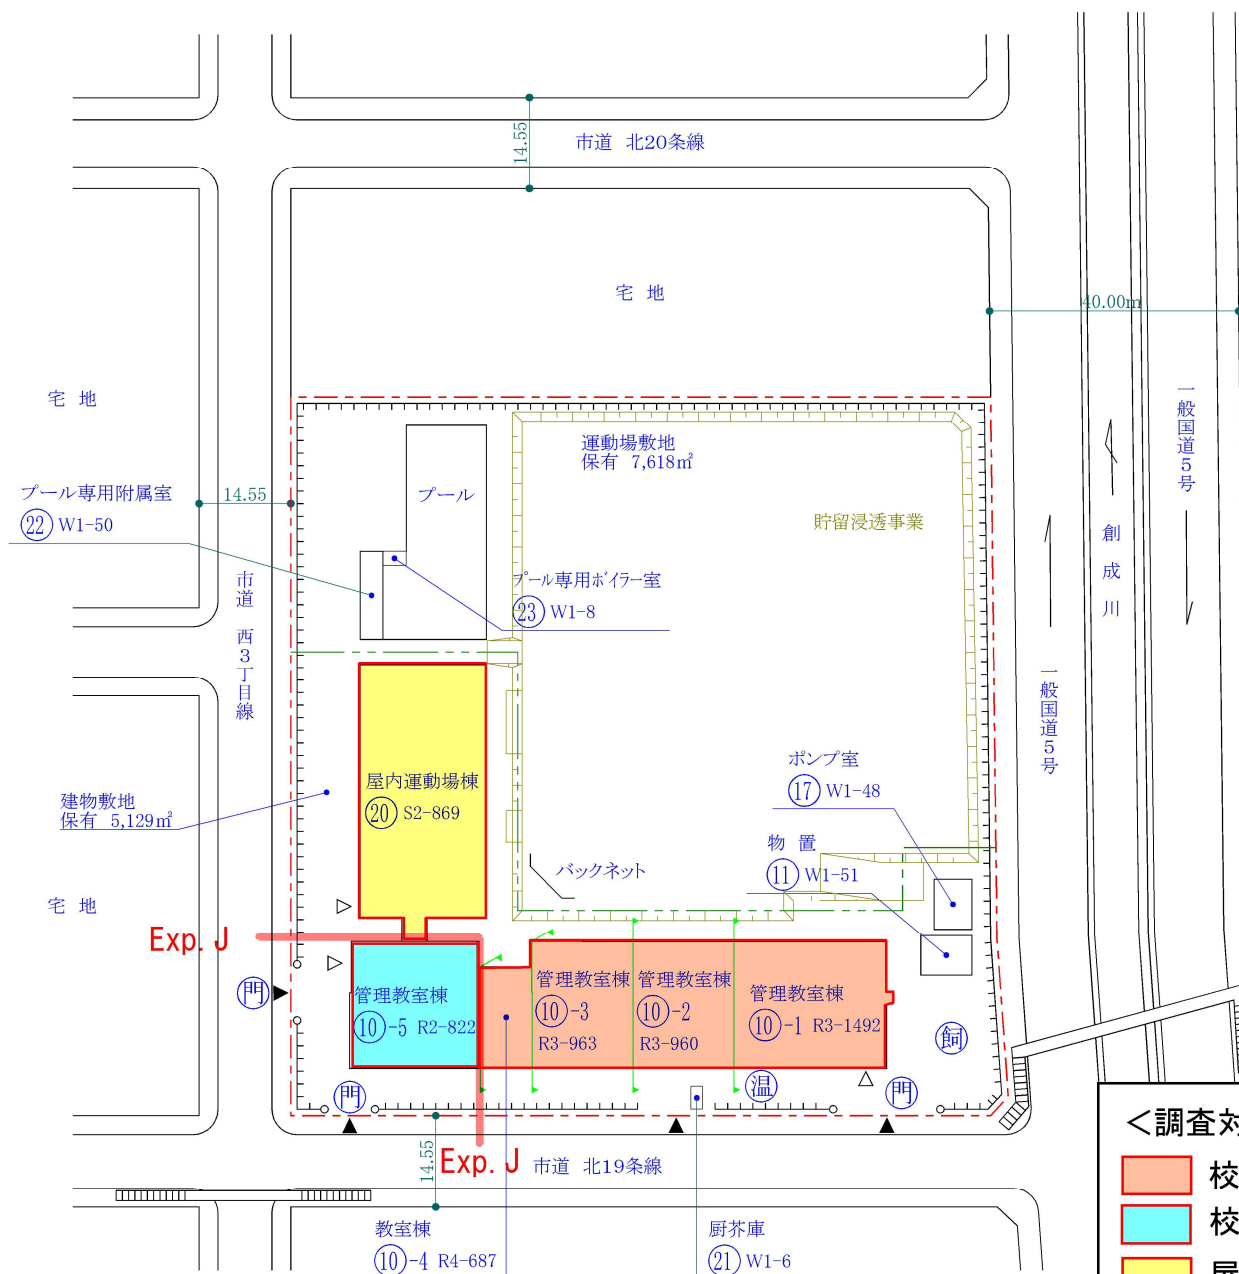 14.55
市道 北20条線
宅 地
40.00m
宅 地
一般国道5号
運動場敷地
保有 7,618㎡
プール専用附属室
㉒ W1-50
14.55
プール
貯留浸透事業
創成川
プール専用ボイラー室
㉓ W1-8
市道 西3丁目線
一般国道5号
ポンプ室
⑰ W1-48
屋内運動場棟
⑳ S2-869
建物敷地
保有 5,129㎡
物 置
⑪ W1-51
バックネット
宅 地
Exp. J
管理教室棟
⑩-5 R2-822
管理教室棟
⑩-3
R3-963
管理教室棟
⑩-2
R3-960
管理教室棟
⑩-1 R3-1492
門
飼
門
温
門
14.55
Exp. J
市道 北19条線
<調査対
校
校
教室棟
⑩-4 R4-687
厨芥庫
㉑ W1-6